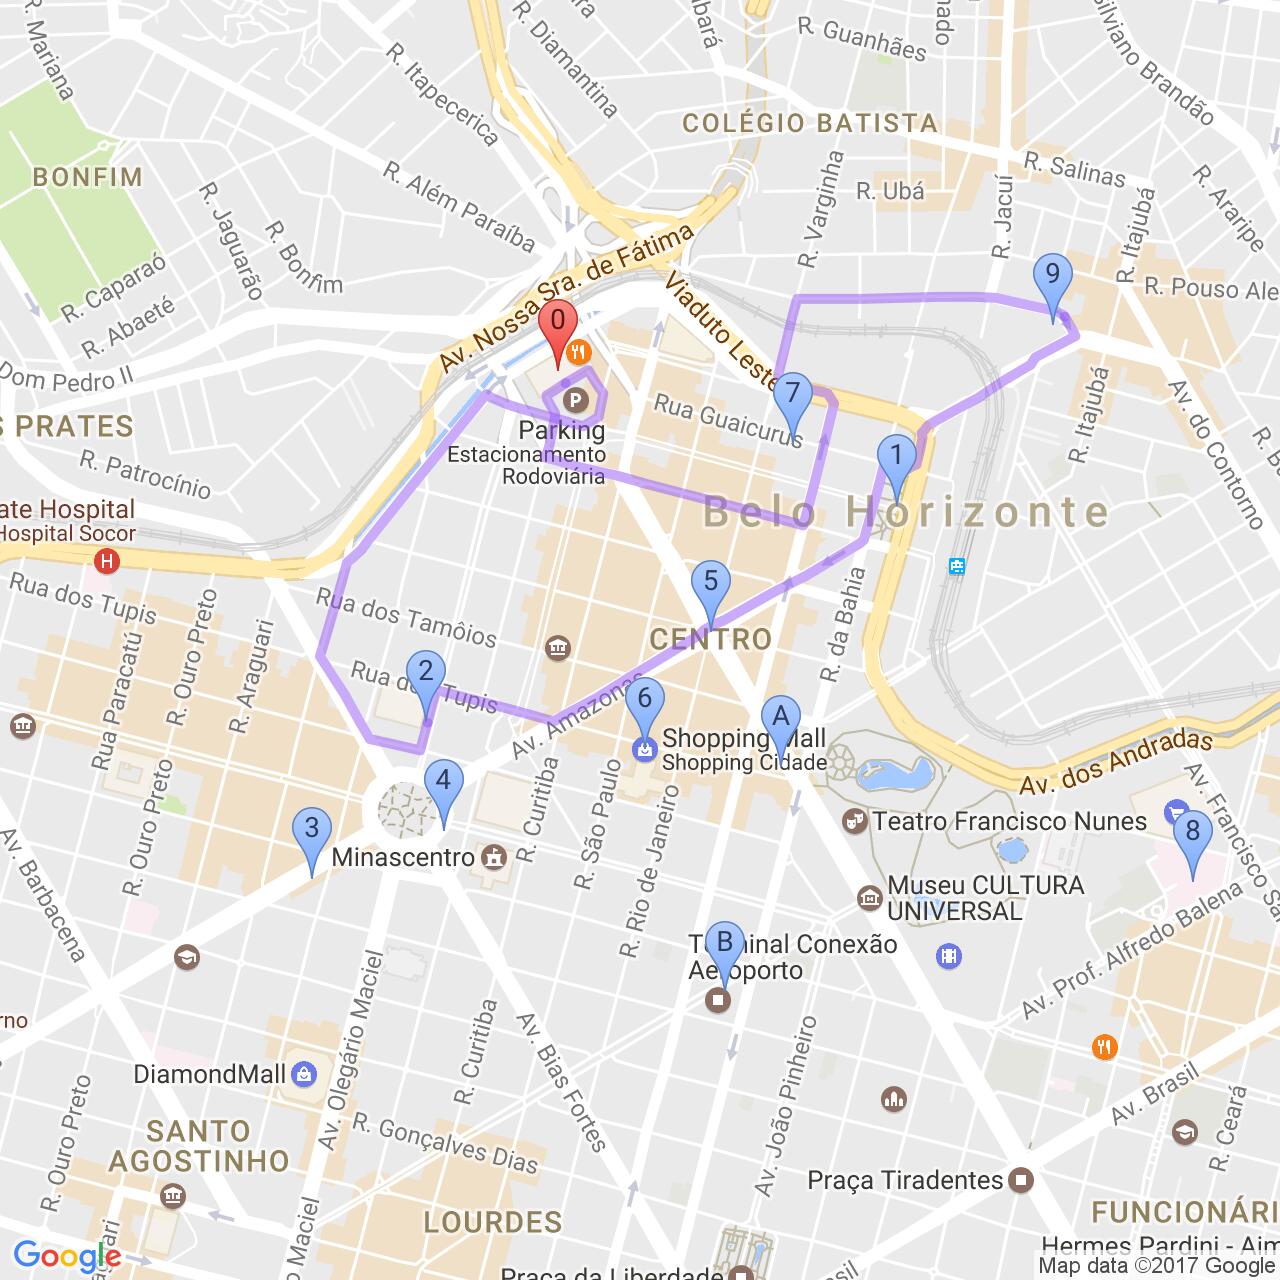 R. Mariana
R. Itapecerica
R. Diamantina
R. Guanhães
Silviano Brandão
COLÉGIO BATISTA
BONFIM
R. Além Paraíba
R. Jaguarão
R. Bonfim
R. Varginha
R. Ubá
R. Jacuí
R. Salinas
R. Araripe
R. Itajubá
R. Caparaó
R. Abaeté
R. Pouso Ale
Av. Nossa Sra. de Fátima
Viaduto Leste
9
0
Dom Pedro II
S PRATES
R. Patrocínio
7
Rua Guaicurus
P
Parking
Estacionamento
Rodoviária
R. Itajubá
Av. do Contorno
1
ate Hospital
Hospital Socor
H
Belo Horizonte
Rua dos Tupis
R. Ouro Preto
Rua Paracatú
R. Araguari
Rua dos Tamôios
5
CENTRO
R. da Bahia
2
Rua dos Tupis
Av. Amazonas
6
A
Shopping Mall
Shopping Cidade
Av. dos Andradas
4
3
R. Ouro Preto
R. Curitiba
R. São Paulo
R. Rio de Janeiro
Minascentro
Teatro Francisco Nunes
8
Av. Francisco Sa
Av. Barbacena
Museu CULTURA
UNIVERSAL
Av. Prof. Alfredo Balena
B
Terminal Conexão
Aeroporto
rno
Av. Olegário Maciel
R. Curitiba
Av. Bias Fortes
Av. João Pinheiro
DiamondMall
R. Ouro Preto
SANTO
AGOSTINHO
R. Gonçalves Dias
Av. Brasil
R. Ceará
Praça Tiradentes
LOURDES
FUNCIONÁRI
Maciel
Hermes Pardini - Aim
Google
Praça da Liberdade
Map data ©2017 Google